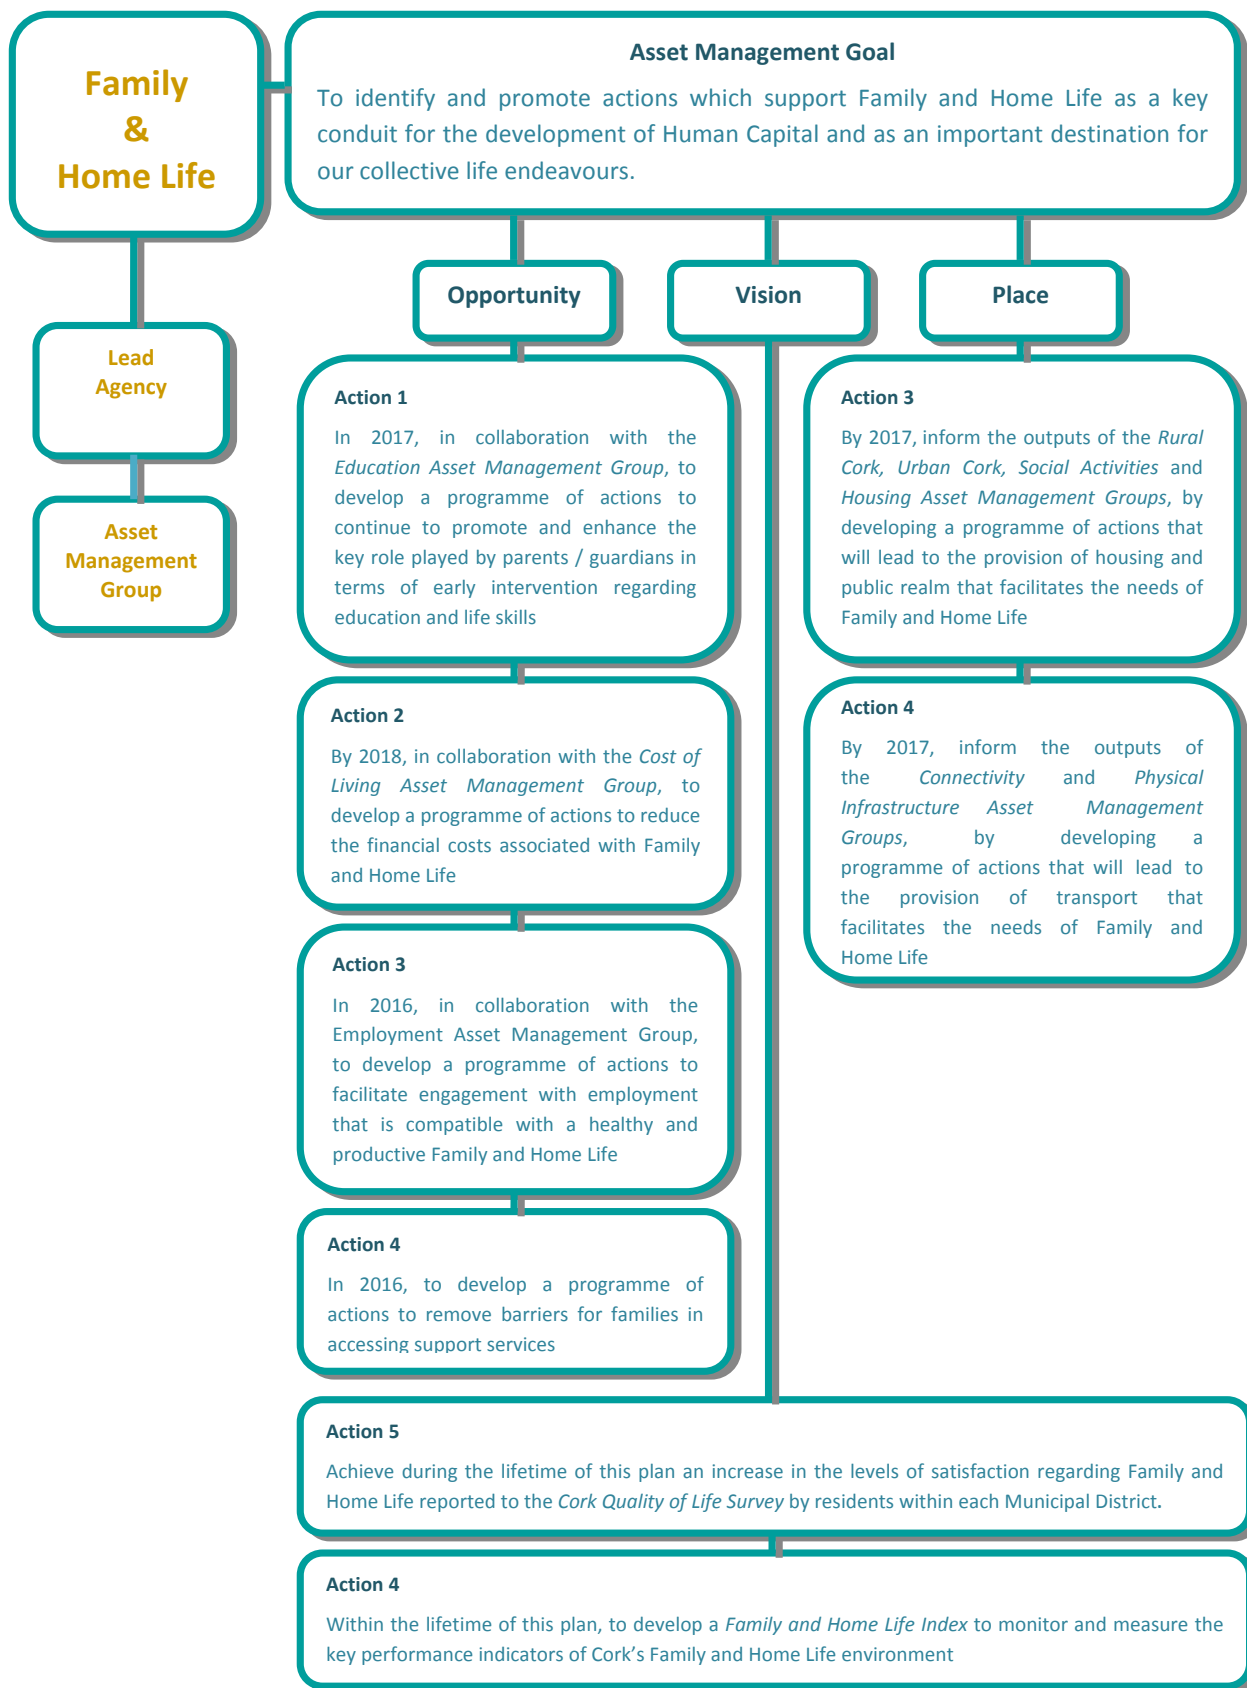 Family
&
Home Life
Asset Management Goal
To identify and promote actions which support Family and Home Life as a key
conduit for the development of Human Capital and as an important destination for
our collective life endeavours.
Opportunity
Vision
Place
Lead
Agency
Asset
Management
Group
Action 1
In 2017, in collaboration with the
Education Asset Management Group, to
develop a programme of actions to
continue to promote and enhance the
key role played by parents / guardians in
terms of early intervention regarding
education and life skills
Action 2
By 2018, in collaboration with the Cost of
Living Asset Management Group, to
develop a programme of actions to reduce
the financial costs associated with Family
and Home Life
Action 3
In 2016, in collaboration with the
Employment Asset Management Group,
to develop a programme of actions to
facilitate engagement with employment
that is compatible with a healthy and
productive Family and Home Life
Action 4
In 2016, to develop a programme of
actions to remove barriers for families in
accessing support services
Action 3
By 2017, inform the outputs of the Rural
Cork, Urban Cork, Social Activities and
Housing Asset Management Groups, by
developing a programme of actions that
will lead to the provision of housing and
public realm that facilitates the needs of
Family and Home Life
Action 4
By 2017, inform the outputs of
the Connectivity and Physical
Infrastructure Asset Management
Groups, by developing a
programme of actions that will lead to
the provision of transport that
facilitates the needs of Family and
Home Life
Action 5
Achieve during the lifetime of this plan an increase in the levels of satisfaction regarding Family and
Home Life reported to the Cork Quality of Life Survey by residents within each Municipal District.
Action 4
Within the lifetime of this plan, to develop a Family and Home Life Index to monitor and measure the
key performance indicators of Cork’s Family and Home Life environment